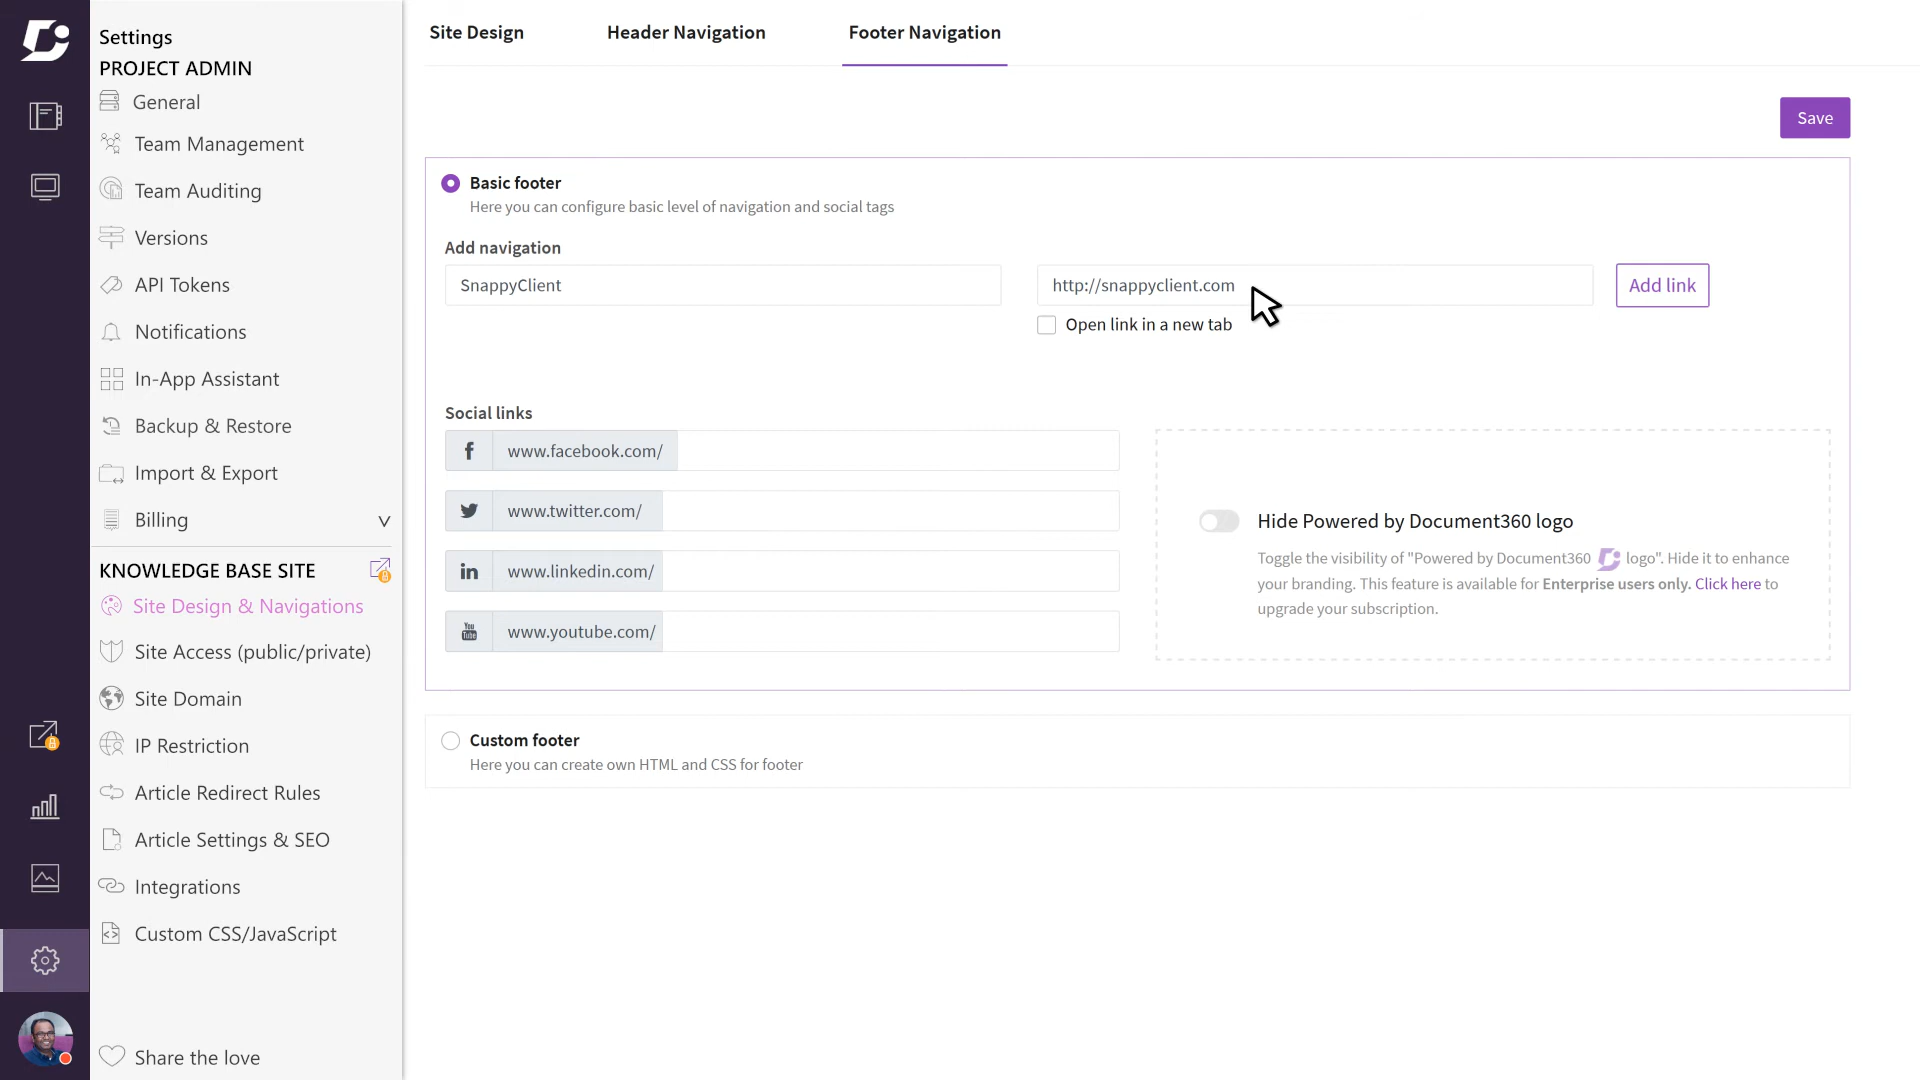 Settings
PROJECT ADMIN
General
Team Management
Team Auditing
Versions
API Tokens
Notifications
In-App Assistant
Backup & Restore
Import & Export
Billing
KNOWLEDGE BASE SITE
Site Design & Navigations
Site Access (public/private)
Site Domain
IP Restriction
Article Redirect Rules
Article Settings & SEO
Integrations
Custom CSS/JavaScript
Share the love
Site Design
Header Navigation
Footer Navigation
Save
Basic footer
Here you can configure basic level of navigation and social tags
Add navigation
SnappyClient
http://snappyclient.com
Add link
Open link in a new tab
Social links
www.facebook.com/
www.twitter.com/
www.linkedin.com/
You
Tube
www.youtube.com/
Hide Powered by Document360 logo
Toggle the visibility of "Powered by Document360 logo". Hide it to enhance
your branding. This feature is available for Enterprise users only. Click here to
upgrade your subscription.
Custom footer
Here you can create own HTML and CSS for footer